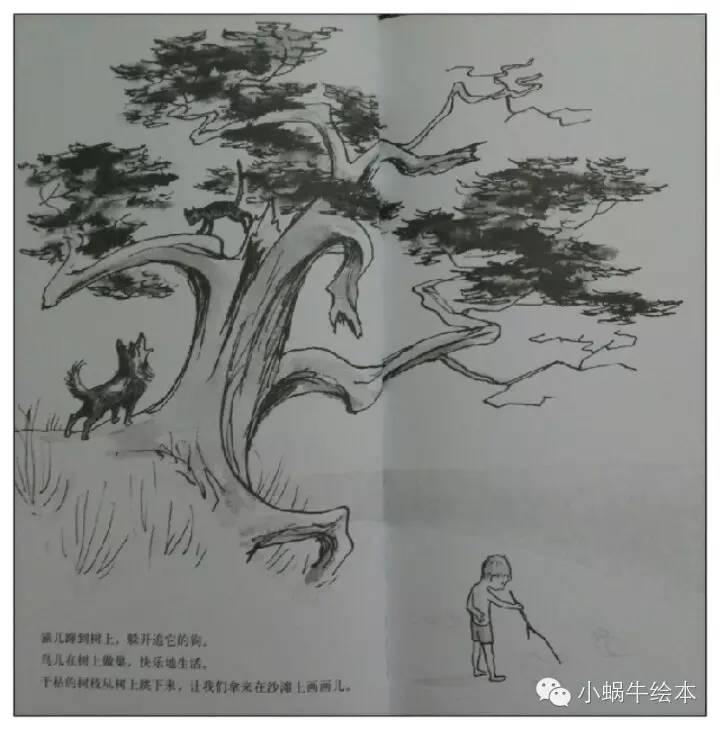 猫儿蹿到树上，躲开追它的狗。
鸟儿在树上做巢，快乐地生活。
干枯的树枝从树上跳下来，让我们拿来在沙滩上画画儿。
小蜗牛绘本